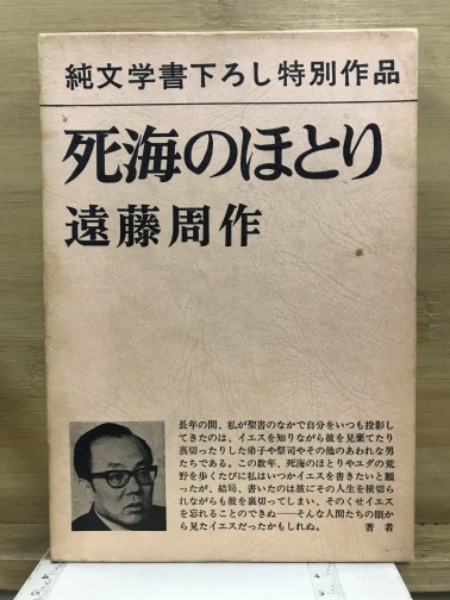 純文学書下ろし特別作品
死海のほとり
遠藤周作
長年の間、私が聖書のなかで自分をいつも投影し
てきたのは、イエスを知りながら彼を見棄てたり
裏切ったりした弟子や祭司やその他のあわれな男
たちである。この数年、死海のほとりやユダの荒
野を歩くたびに私はいつかイエスを書きたいと願
ったが、結局、書いたのは彼にその人生を横切ら
れながらも彼を裏切ってしまい、そのくせイエス
を忘れることのできぬ――そんな人間たちの眼か
ら見たイエスだったかもしれぬ。 著者